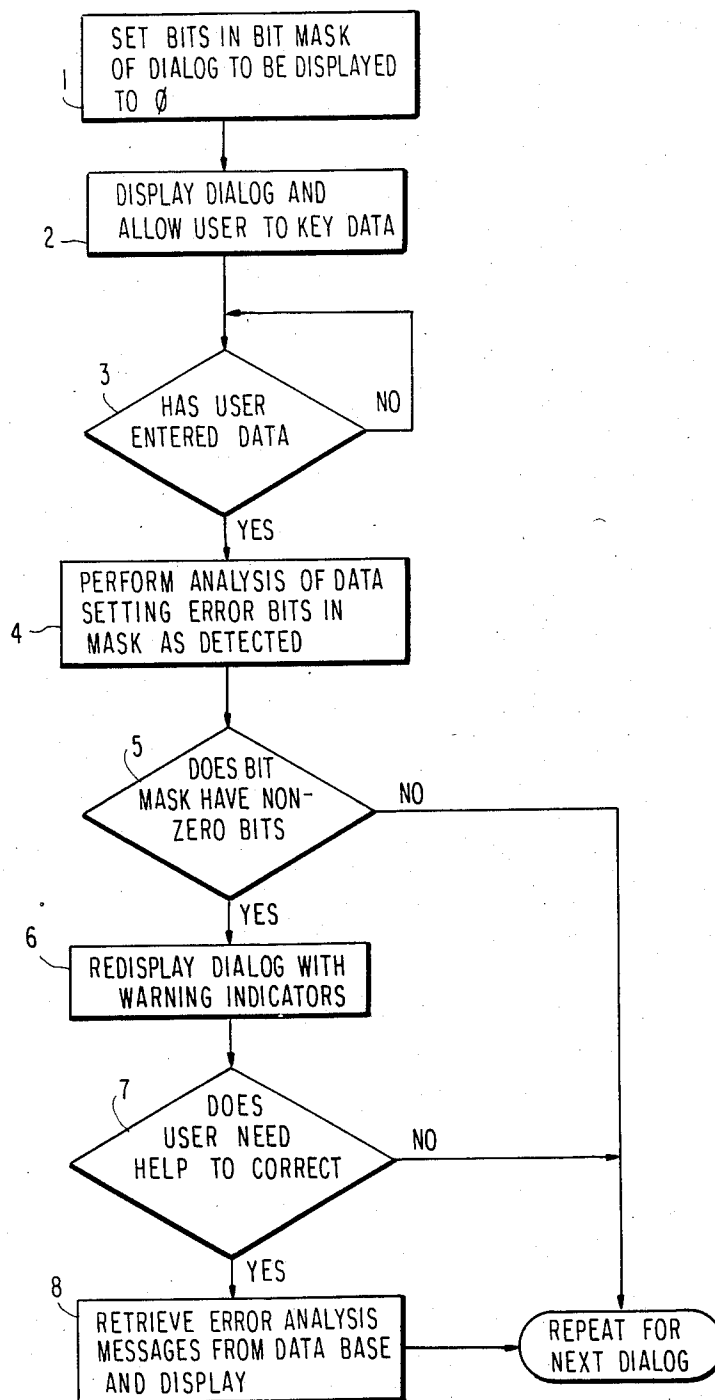 SET BITS IN BIT MASK
OF DIALOG TO BE DISPLAYED
TO Ø
1
DISPLAY DIALOG AND
ALLOW USER TO KEY DATA
2
3
HAS USER
ENTERED DATA
NO
YES
PERFORM ANALYSIS OF DATA
SETTING ERROR BITS IN
MASK AS DETECTED
4
5
DOES BIT
MASK HAVE NON-
ZERO BITS
NO
YES
6
REDISPLAY DIALOG WITH
WARNING INDICATORS
7
DOES
USER NEED
HELP TO CORRECT
NO
YES
8
RETRIEVE ERROR ANALYSIS
MESSAGES FROM DATA BASE
AND DISPLAY
REPEAT FOR
NEXT DIALOG